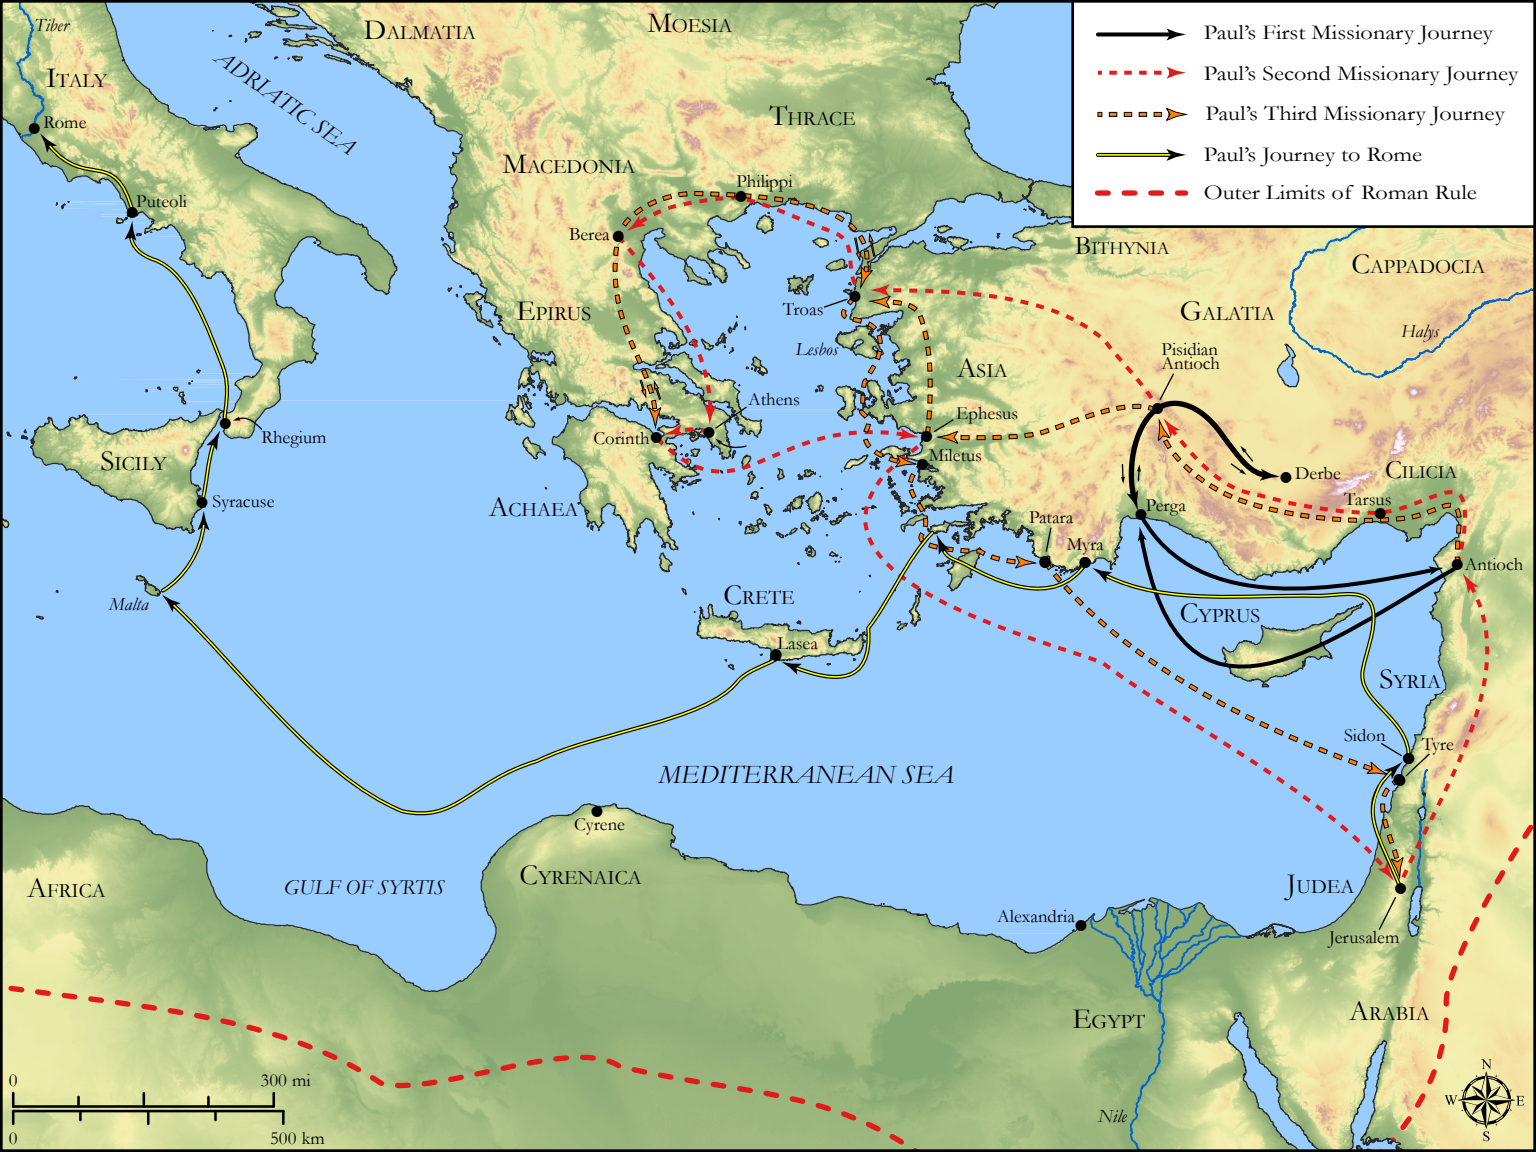 Paul's First Missionary Journey
Paul's Second Missionary Journey
Paul's Third Missionary Journey
Paul's Journey to Rome
Outer Limits of Roman Rule
Tiber
DALMATIA
MOESIA
ITALY
ADRIATIC SEA
THRACE
Rome
MACEDONIA
Philippi
Puteoli
Berea
BITHYNIA
CAPPADOCIA
EPIRUS
Troas
GALATIA
Halys
Lesbos
Pisidian
Antioch
ASIA
Athens
Ephesus
Rhegium
Corinth
Miletus
SICILY
Derbe
CILICIA
Syracuse
ACHAEA
Tarsus
Perga
Patara
Myra
Antioch
Malta
CRETE
CYPRUS
Lasea
SYRIA
Sidon
Tyre
MEDITERRANEAN SEA
Cyrene
AFRICA
GULF OF SYRTIS
CYRENAICA
JUDEA
Alexandria
Jerusalem
EGYPT
ARABIA
Nile
0
300 mi
0
500 km
N
W
E
S